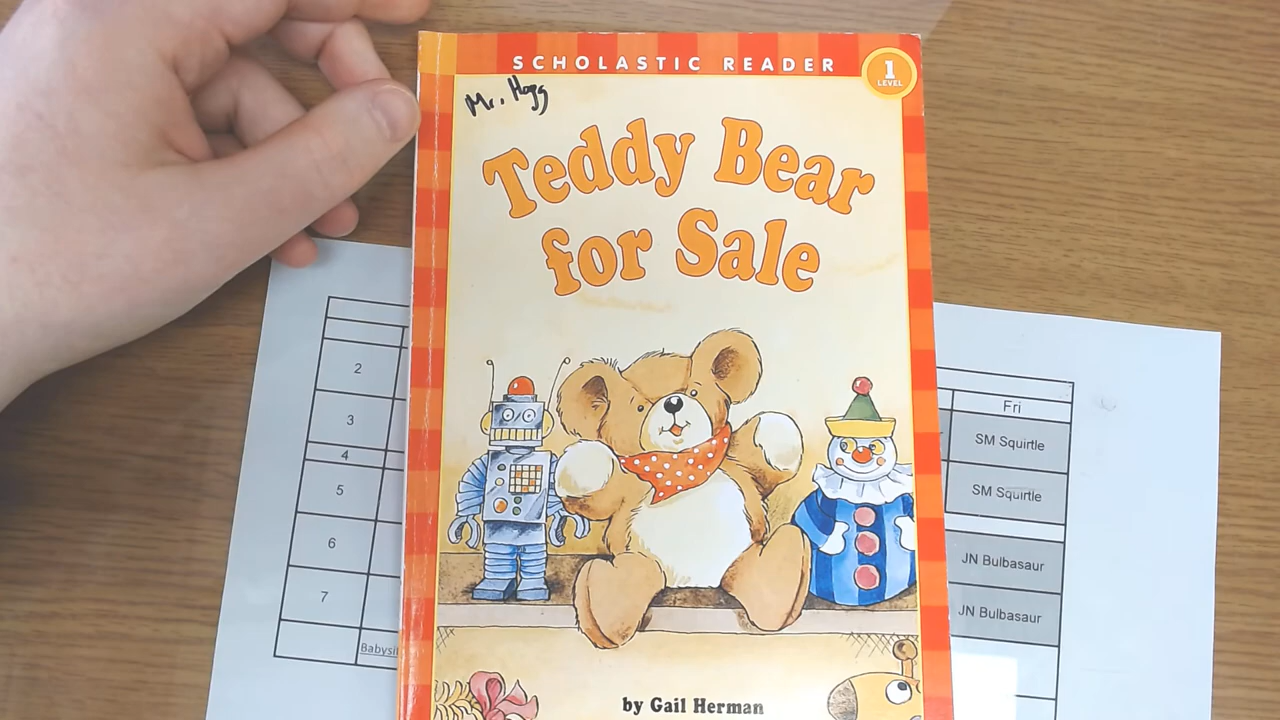 SCHOLASTIC READER
1
LEVEL
Mr. Hogg
Teddy Bear
for Sale
by Gail Herman
2
3
4
5
6
7
Fri
SM Squirtle
SM Squirtle
JN Bulbasaur
JN Bulbasaur